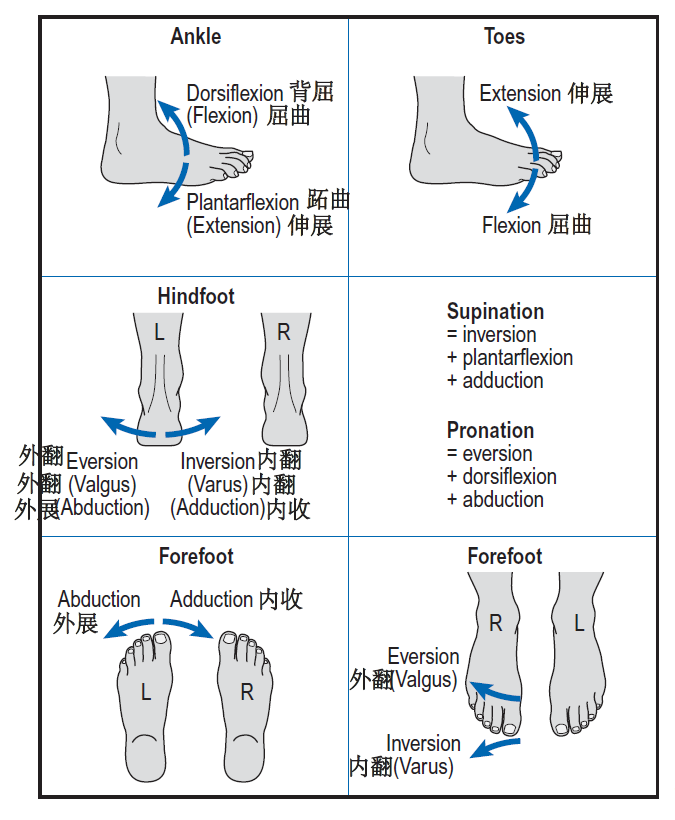 Ankle
Dorsiflexion 背屈
(Flexion) 屈曲
Plantarflexion 跖曲
(Extension) 伸展
Toes
Extension 伸展
Flexion 屈曲
Hindfoot
L
R
外翻 Eversion
外翻 (Valgus)
外展 (Abduction)
Inversion 内翻
(Varus) 内翻
(Adduction) 内收
Supination
= inversion
+ plantarflexion
+ adduction
Pronation
= eversion
+ dorsiflexion
+ abduction
Forefoot
Abduction
外展
Adduction 内收
L
R
Forefoot
R
L
Eversion
外翻 (Valgus)
Inversion
内翻 (Varus)